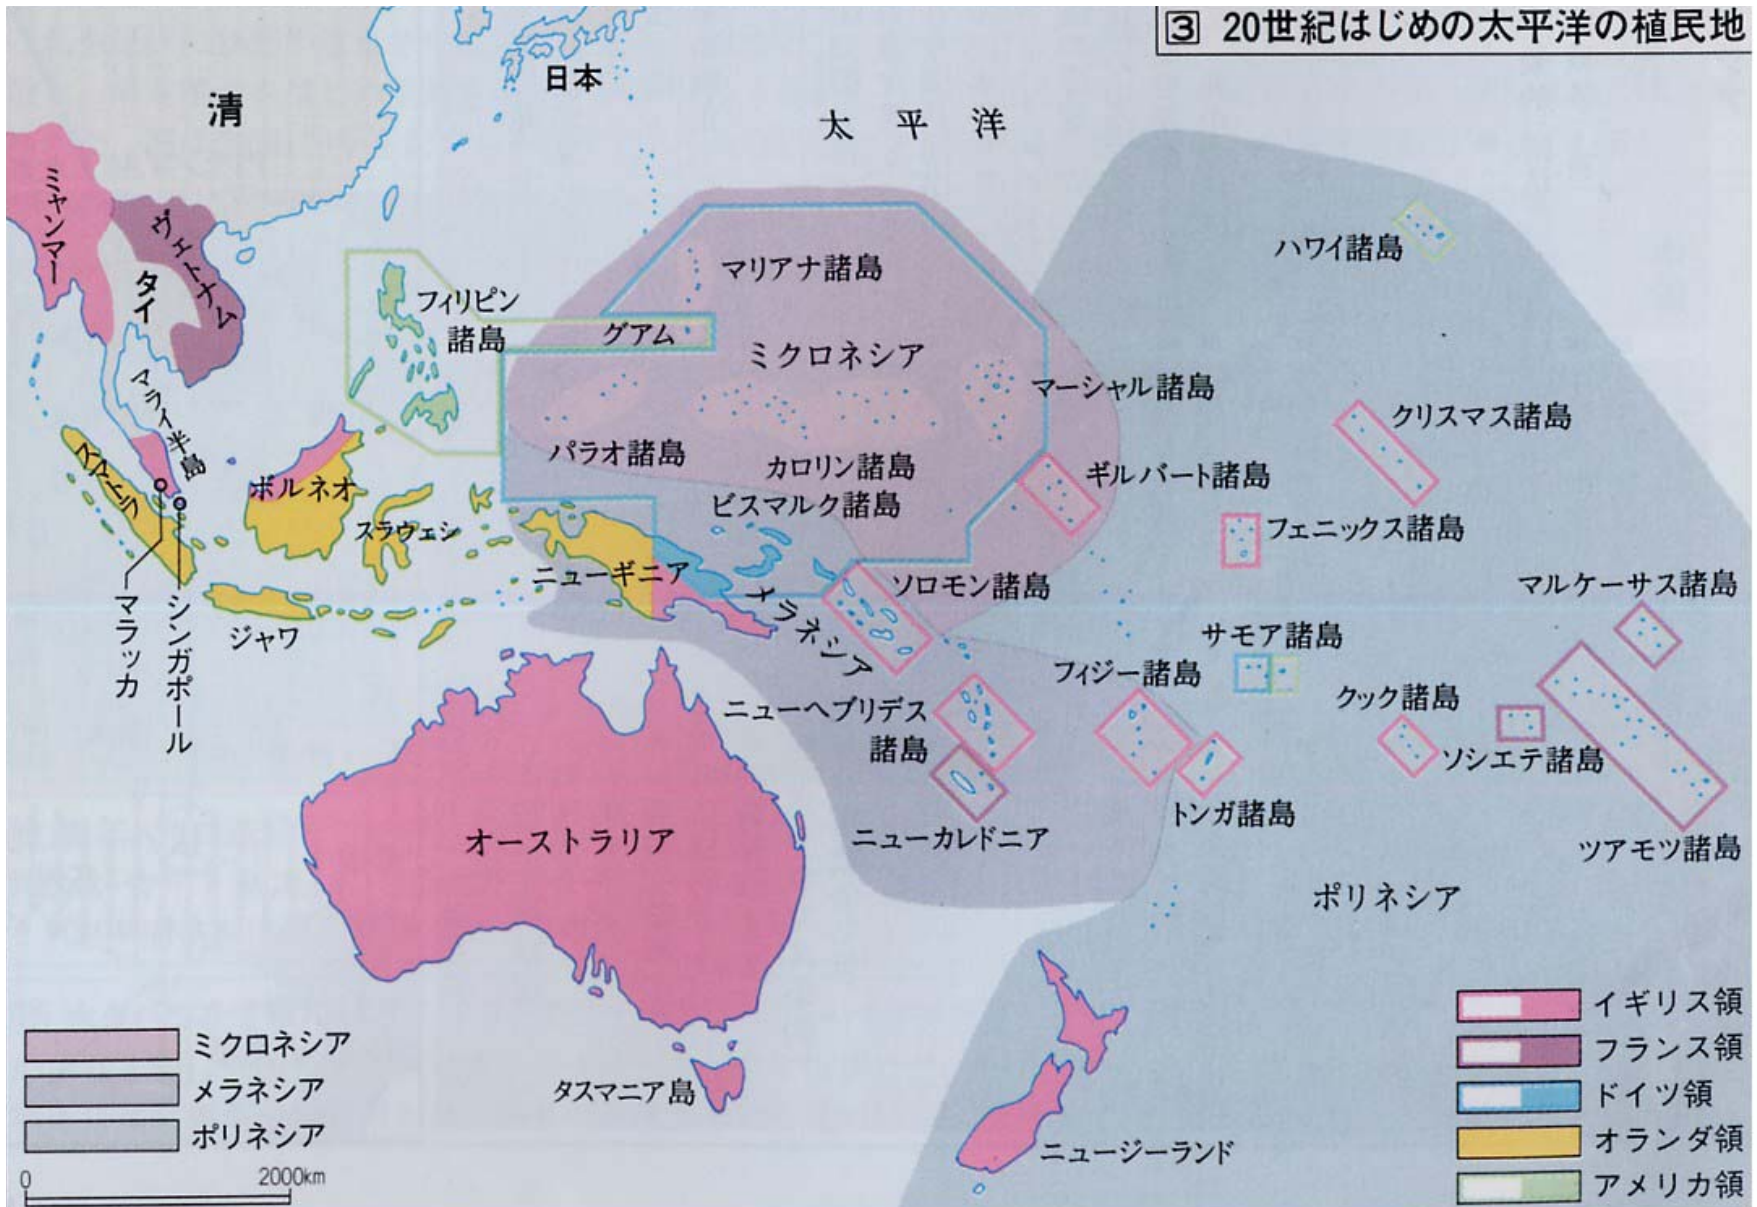 ③ 20世紀はじめの太平洋の植民地
日本
清
太平洋
ミャンマー
ヴェトナム
タイ
ハワイ諸島
マリアナ諸島
フィリピン
諸島
グアム
ミクロネシア
マーシャル諸島
マライ半島
クリスマス諸島
パラオ諸島
カロリン諸島
ギルバート諸島
スマトラ
ボルネオ
ビスマルク諸島
スラウェシ
フェニックス諸島
ニューギニア
メラネシア
ソロモン諸島
マルケーサス諸島
マラッカ
シンガポール
ジャワ
サモア諸島
フィジー諸島
クック諸島
ニューヘブリデス
諸島
ソシエテ諸島
トンガ諸島
オーストラリア
ニューカレドニア
ツアモツ諸島
ポリネシア
タスマニア島
ニュージーランド
ミクロネシア
メラネシア
ポリネシア
0 2000km
イギリス領
フランス領
ドイツ領
オランダ領
アメリカ領